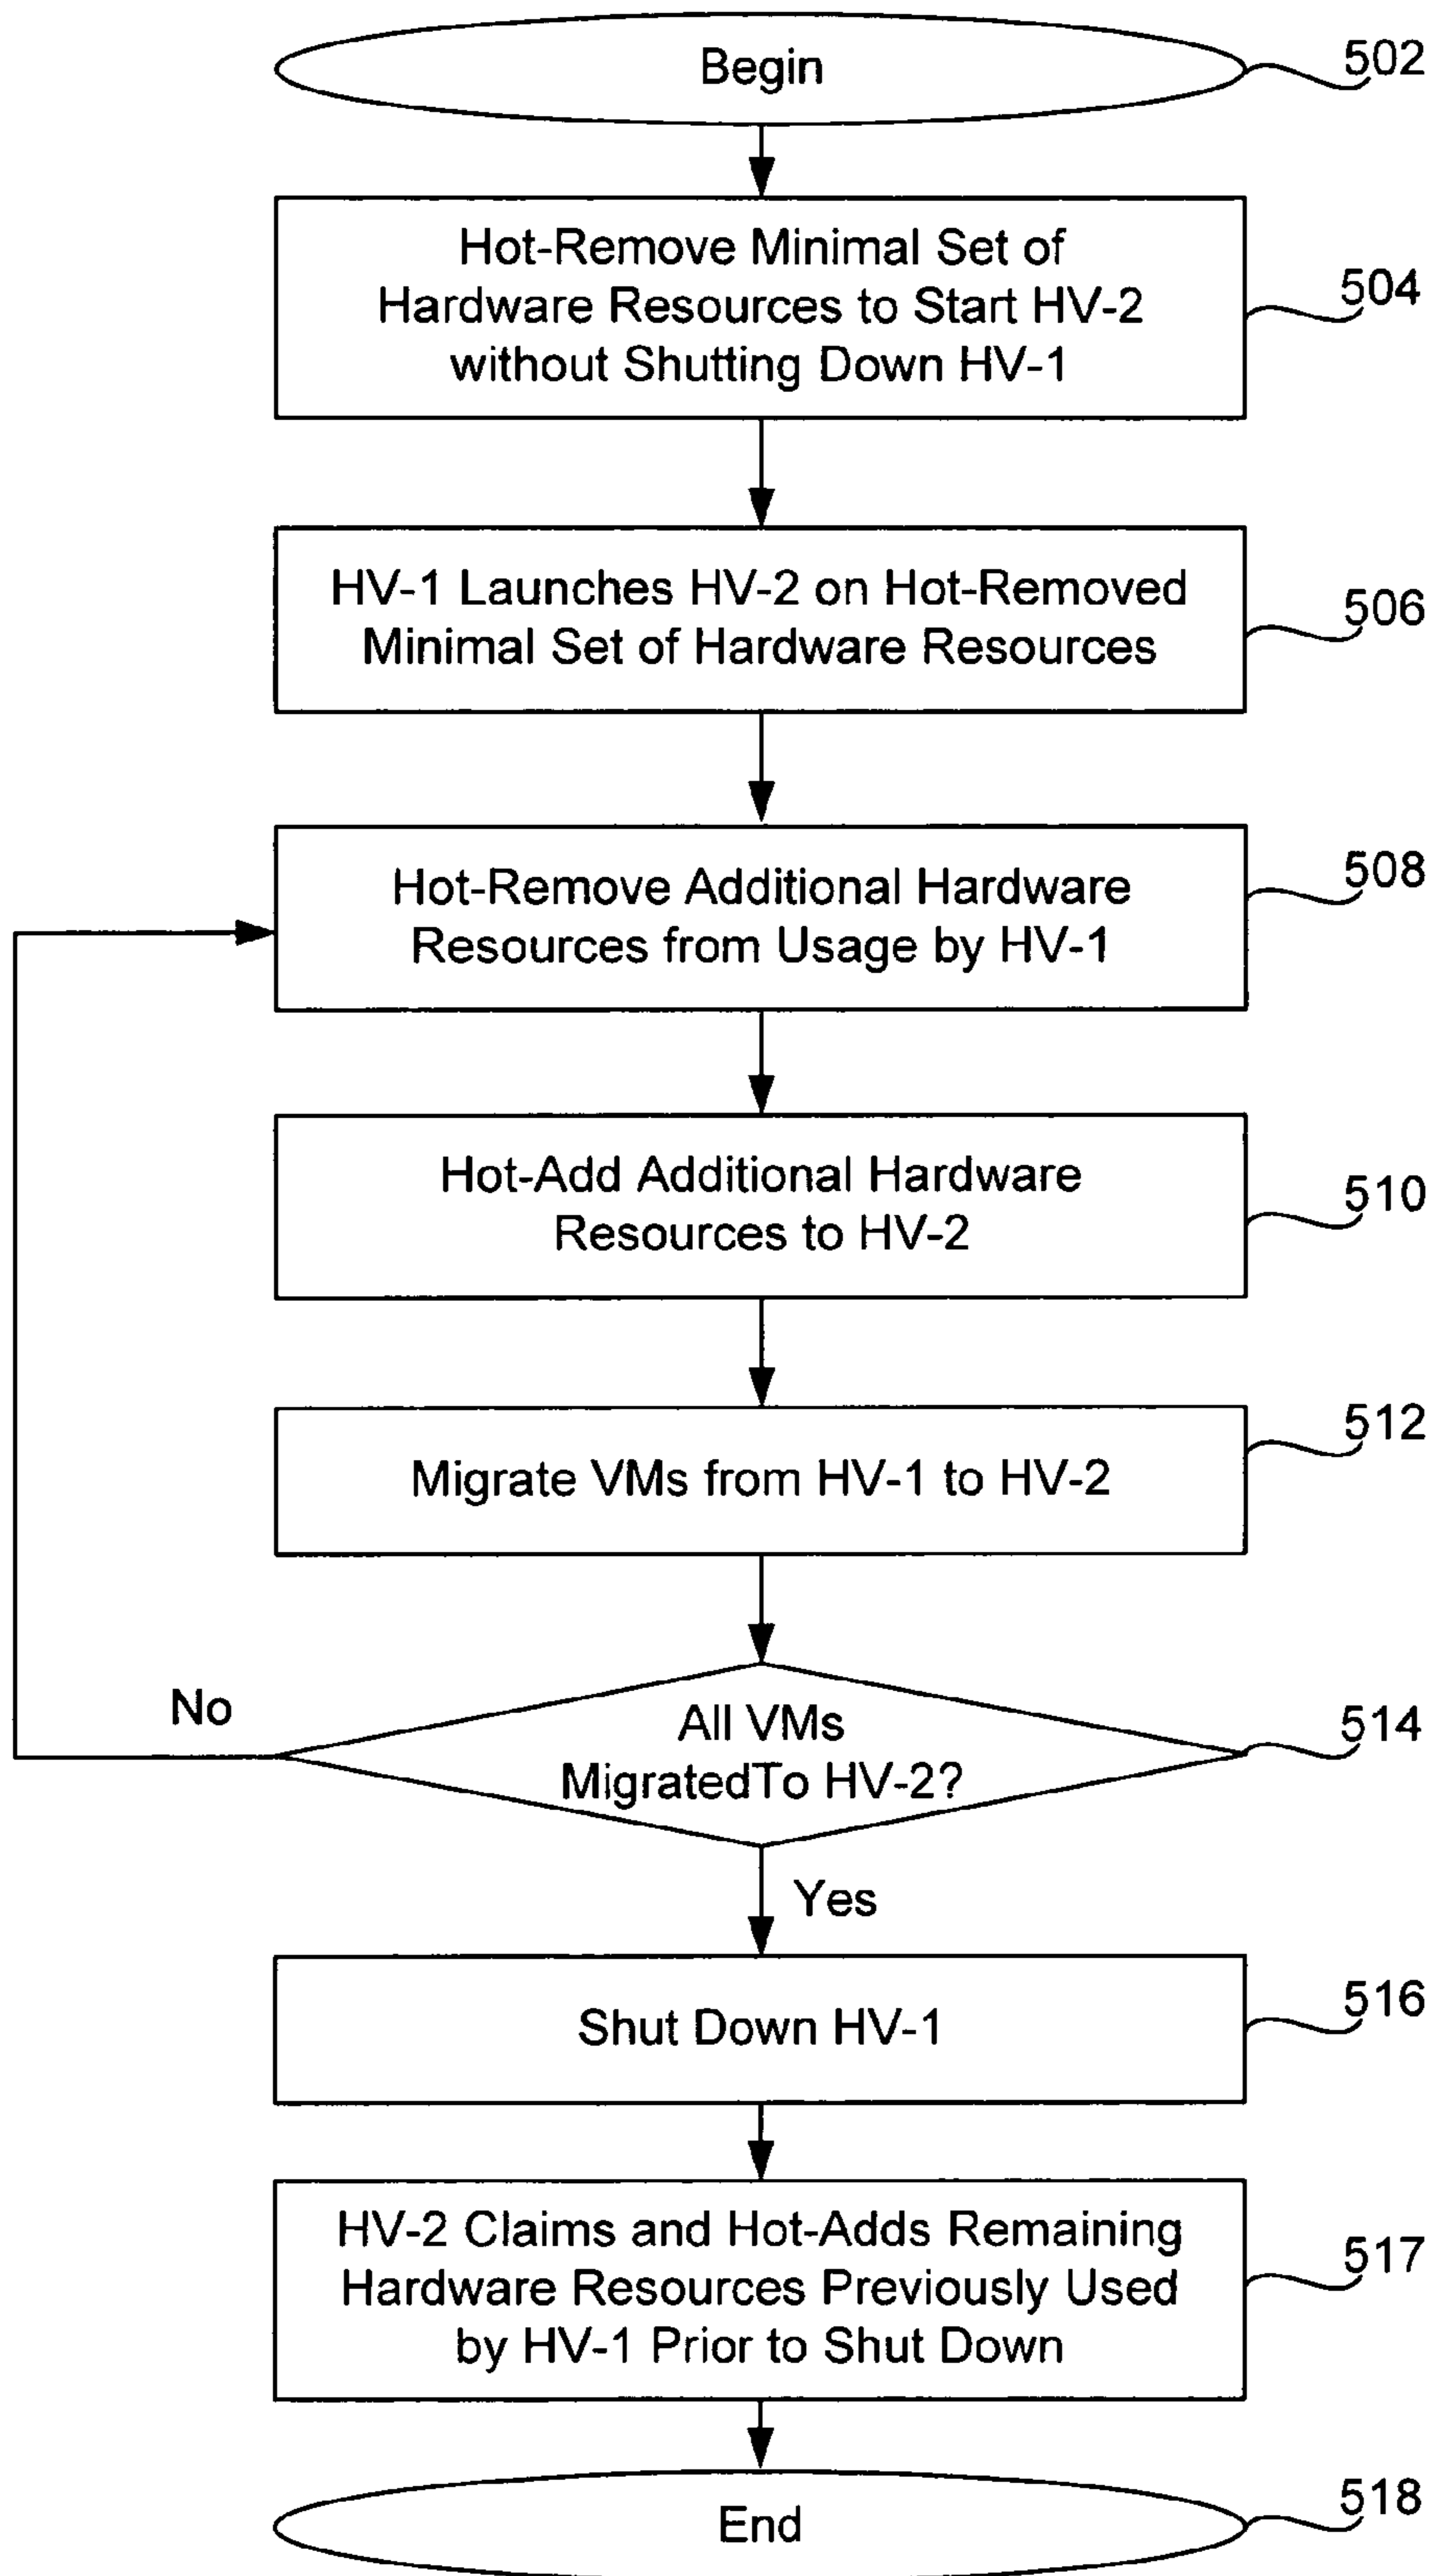 Begin
502
Hot-Remove Minimal Set of
Hardware Resources to Start HV-2
without Shutting Down HV-1
504
HV-1 Launches HV-2 on Hot-Removed
Minimal Set of Hardware Resources
506
Hot-Remove Additional Hardware
Resources from Usage by HV-1
508
Hot-Add Additional Hardware
Resources to HV-2
510
Migrate VMs from HV-1 to HV-2
512
No
All VMs
MigratedTo HV-2?
514
Yes
Shut Down HV-1
516
HV-2 Claims and Hot-Adds Remaining
Hardware Resources Previously Used
by HV-1 Prior to Shut Down
517
End
518